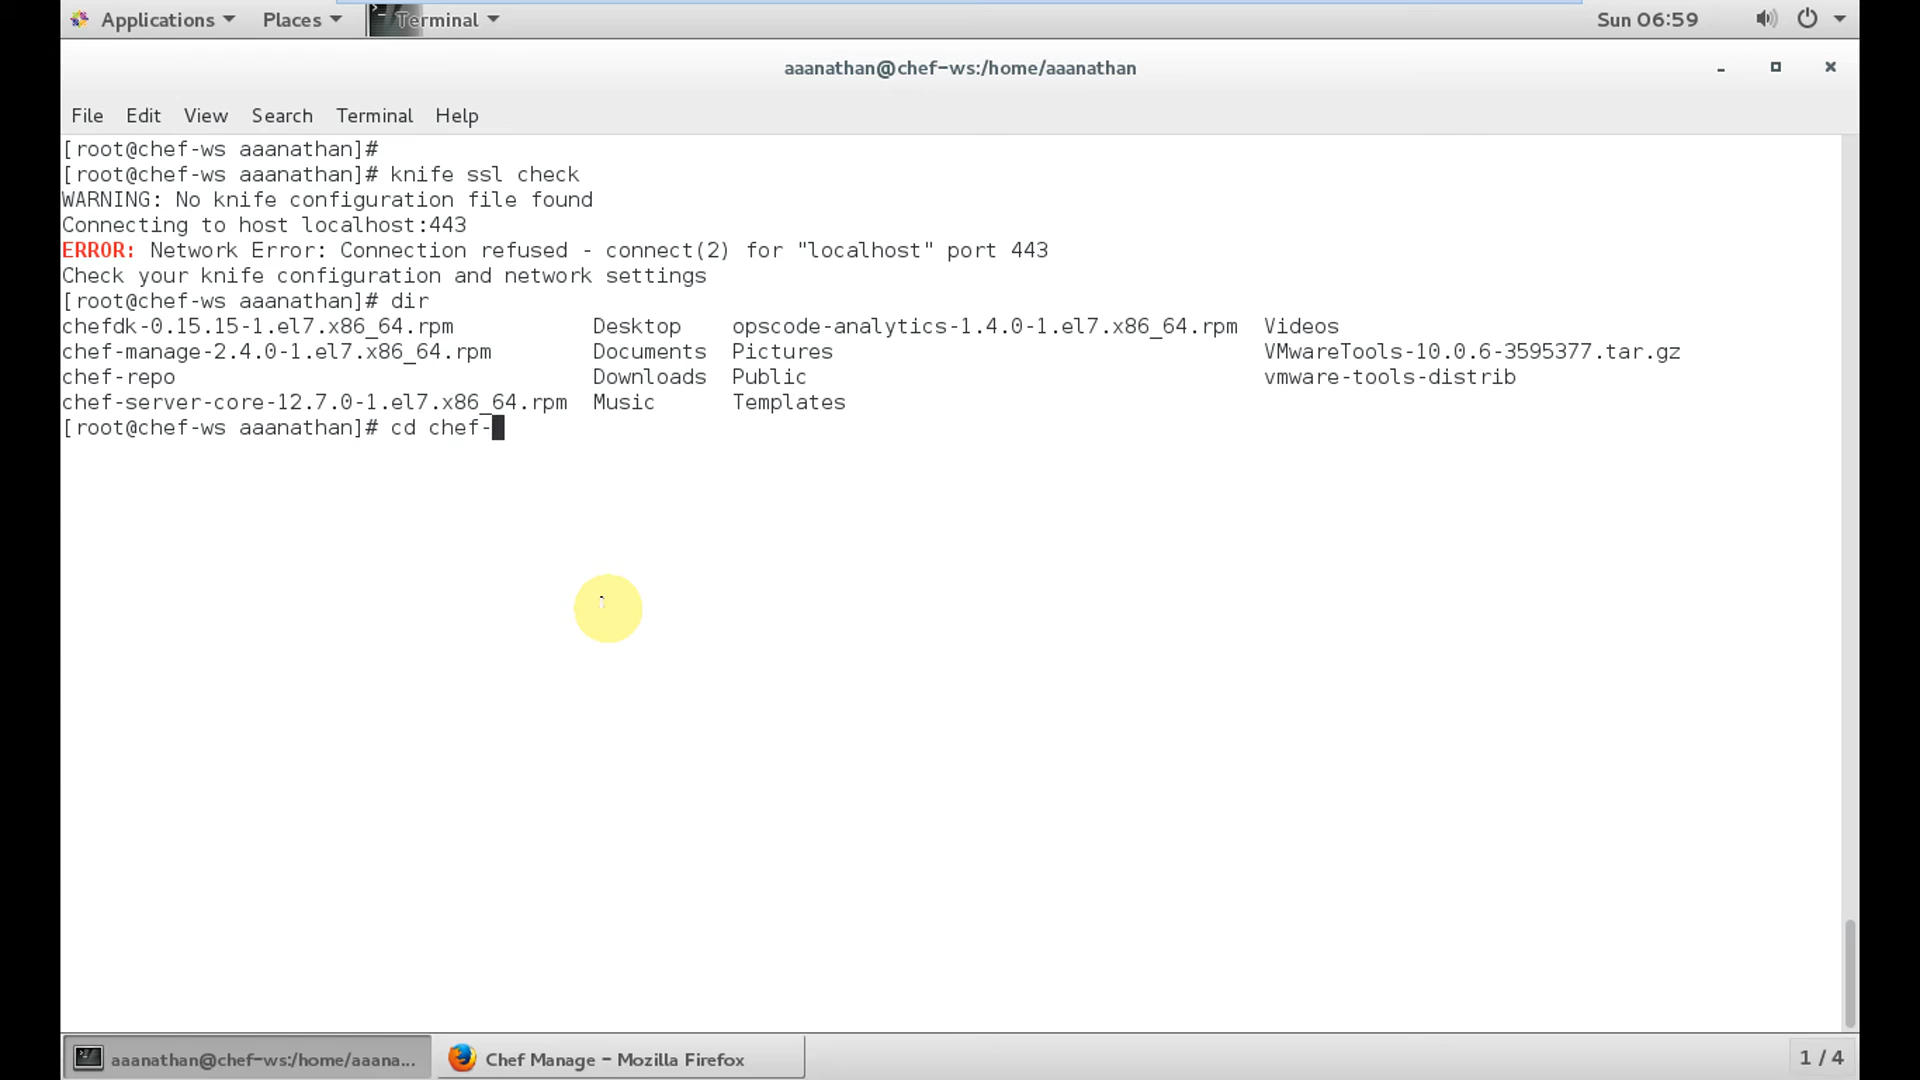 Applications Places Terminal Sun 06:59
aaanathan@chef-ws:/home/aaanathan
File Edit View Search Terminal Help
[root@chef-ws aaanathan]#
[root@chef-ws aaanathan]# knife ssl check
WARNING: No knife configuration file found
Connecting to host localhost:443
ERROR: Network Error: Connection refused - connect(2) for "localhost" port 443
Check your knife configuration and network settings
[root@chef-ws aaanathan]# dir
chefdk-0.15.15-1.el7.x86_64.rpm Desktop opscode-analytics-1.4.0-1.el7.x86_64.rpm Videos
chef-manage-2.4.0-1.el7.x86_64.rpm Documents Pictures VMwareTools-10.0.6-3595377.tar.gz
chef-repo Downloads Public vmware-tools-distrib
chef-server-core-12.7.0-1.el7.x86_64.rpm Music Templates
[root@chef-ws aaanathan]# cd chef-
aaanathan@chef-ws:/home/aaana... Chef Manage - Mozilla Firefox 1 / 4